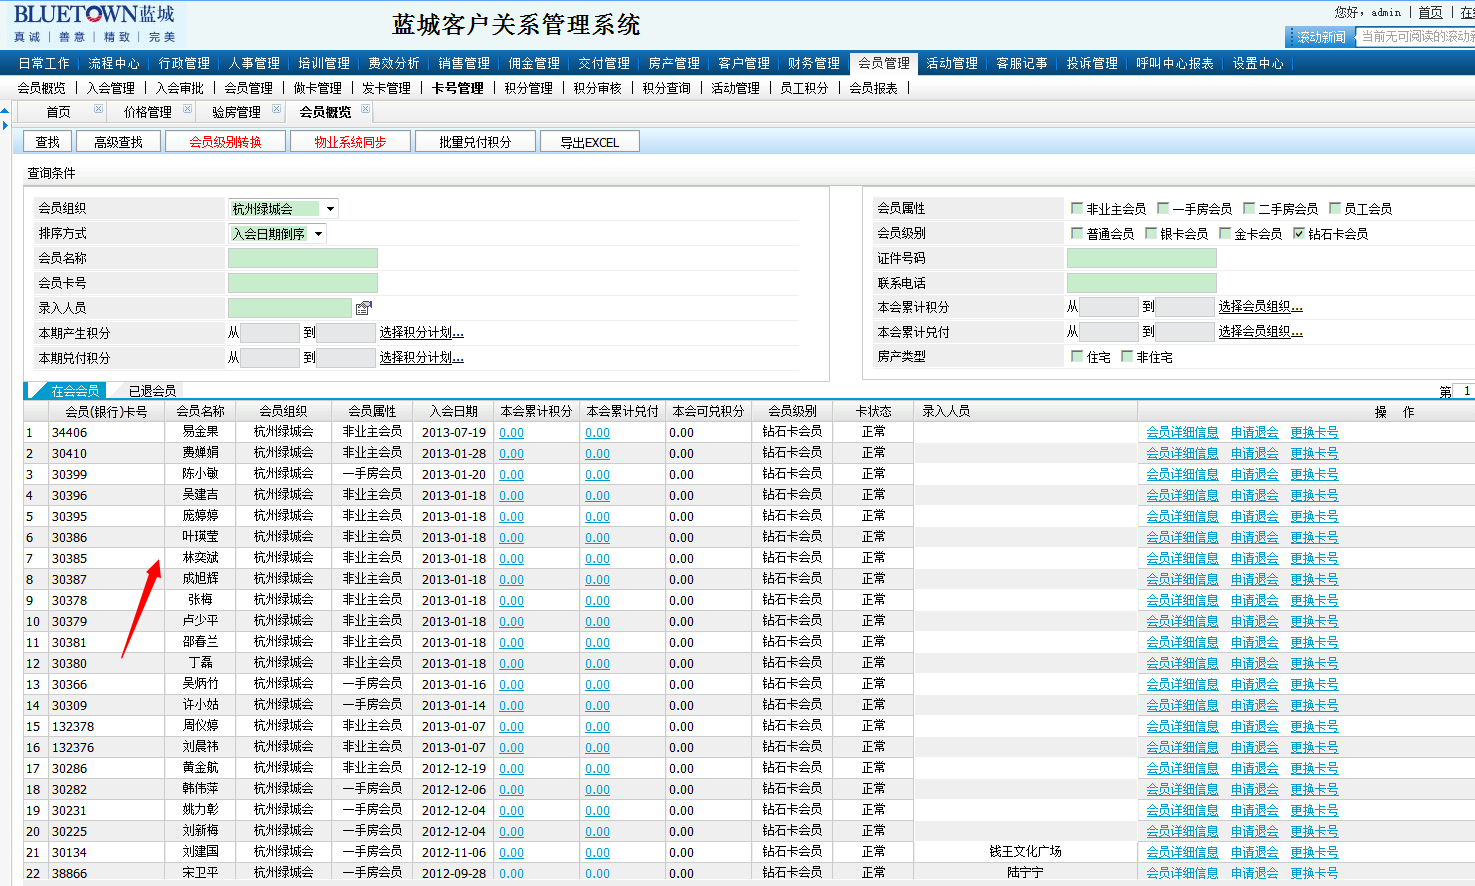 BLUETOWN蓝城
真诚 | 善意 | 精致 | 完美
蓝城客户关系管理系统
您好，admin | 首页 |
滚动新闻 当前无可阅读的滚动
日常工作 流程中心 行政管理 人事管理 培训管理 费效分析 销售管理 佣金管理 交付管理 房产管理 客户管理 财务管理 会员管理 活动管理 客服记事 投诉管理 呼叫中心报表 设置中心
会员概览 | 入会管理 | 入会审批 | 会员管理 | 做卡管理 | 发卡管理 | 卡号管理 | 积分管理 | 积分审核 | 积分查询 | 活动管理 | 员工积分 | 会员报表 |
首页 价格管理 验房管理 会员概览
查找 高级查找 会员级别转换 物业系统同步 批量兑付积分 导出EXCEL
查询条件
会员组织 杭州绿城会
排序方式 入会日期倒序
会员名称
会员卡号
录入人员
本期产生积分 从 到 选择积分计划...
本期兑付积分 从 到 选择积分计划...
会员属性 非业主会员 一手房会员 二手房会员 员工会员
会员级别 普通会员 银卡会员 金卡会员 钻石卡会员
证件号码
联系电话
本会累计积分 从 到 选择会员组织...
本会累计兑付 从 到 选择会员组织...
房产类型 住宅 非住宅
在会会员 已退会员 第 1
会员(银行)卡号 会员名称 会员组织 会员属性 入会日期 本会累计积分 本会累计兑付 本会可兑积分 会员级别 卡状态 录入人员 操 作
1 34406 易金果 杭州绿城会 非业主会员 2013-07-19 0.00 0.00 0.00 钻石卡会员 正常 会员详细信息 申请退会 更换卡号
2 30410 费婵娟 杭州绿城会 非业主会员 2013-01-28 0.00 0.00 0.00 钻石卡会员 正常 会员详细信息 申请退会 更换卡号
3 30399 陈小敏 杭州绿城会 一手房会员 2013-01-20 0.00 0.00 0.00 钻石卡会员 正常 会员详细信息 申请退会 更换卡号
4 30396 吴建吉 杭州绿城会 非业主会员 2013-01-18 0.00 0.00 0.00 钻石卡会员 正常 会员详细信息 申请退会 更换卡号
5 30395 庞婷婷 杭州绿城会 非业主会员 2013-01-18 0.00 0.00 0.00 钻石卡会员 正常 会员详细信息 申请退会 更换卡号
6 30386 叶瑛莹 杭州绿城会 非业主会员 2013-01-18 0.00 0.00 0.00 钻石卡会员 正常 会员详细信息 申请退会 更换卡号
7 30385 林奕斌 杭州绿城会 非业主会员 2013-01-18 0.00 0.00 0.00 钻石卡会员 正常 会员详细信息 申请退会 更换卡号
8 30387 成旭辉 杭州绿城会 非业主会员 2013-01-18 0.00 0.00 0.00 钻石卡会员 正常 会员详细信息 申请退会 更换卡号
9 30378 张梅 杭州绿城会 非业主会员 2013-01-18 0.00 0.00 0.00 钻石卡会员 正常 会员详细信息 申请退会 更换卡号
10 30379 卢少平 杭州绿城会 非业主会员 2013-01-18 0.00 0.00 0.00 钻石卡会员 正常 会员详细信息 申请退会 更换卡号
11 30381 邵春兰 杭州绿城会 非业主会员 2013-01-18 0.00 0.00 0.00 钻石卡会员 正常 会员详细信息 申请退会 更换卡号
12 30380 丁磊 杭州绿城会 非业主会员 2013-01-18 0.00 0.00 0.00 钻石卡会员 正常 会员详细信息 申请退会 更换卡号
13 30366 吴炳竹 杭州绿城会 一手房会员 2013-01-16 0.00 0.00 0.00 钻石卡会员 正常 会员详细信息 申请退会 更换卡号
14 30309 许小姑 杭州绿城会 一手房会员 2013-01-14 0.00 0.00 0.00 钻石卡会员 正常 会员详细信息 申请退会 更换卡号
15 132378 周仪婷 杭州绿城会 非业主会员 2013-01-07 0.00 0.00 0.00 钻石卡会员 正常 会员详细信息 申请退会 更换卡号
16 132376 刘晨祎 杭州绿城会 非业主会员 2013-01-07 0.00 0.00 0.00 钻石卡会员 正常 会员详细信息 申请退会 更换卡号
17 30286 黄金航 杭州绿城会 非业主会员 2012-12-19 0.00 0.00 0.00 钻石卡会员 正常 会员详细信息 申请退会 更换卡号
18 30282 韩伟萍 杭州绿城会 一手房会员 2012-12-06 0.00 0.00 0.00 钻石卡会员 正常 会员详细信息 申请退会 更换卡号
19 30231 姚力彰 杭州绿城会 一手房会员 2012-12-04 0.00 0.00 0.00 钻石卡会员 正常 会员详细信息 申请退会 更换卡号
20 30225 刘新梅 杭州绿城会 一手房会员 2012-12-04 0.00 0.00 0.00 钻石卡会员 正常 会员详细信息 申请退会 更换卡号
21 30134 刘建国 杭州绿城会 一手房会员 2012-11-06 0.00 0.00 0.00 钻石卡会员 正常 钱王文化广场 会员详细信息 申请退会 更换卡号
22 38866 宋卫平 杭州绿城会 一手房会员 2012-09-28 0.00 0.00 0.00 钻石卡会员 正常 陆宁宁 会员详细信息 申请退会 更换卡号